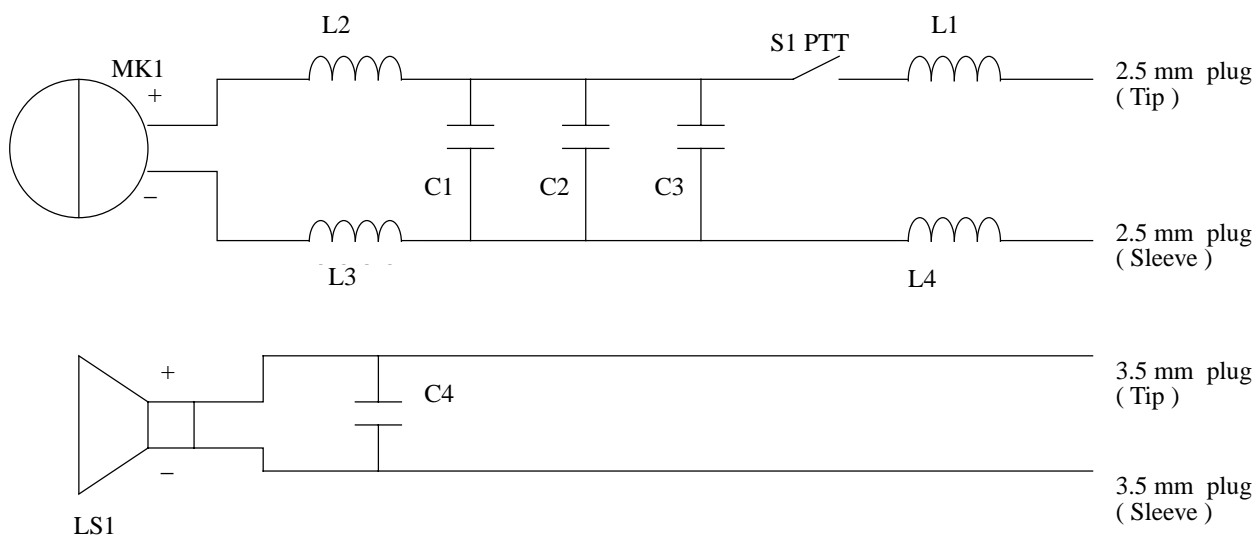 L2
L1
S1 PTT
MK1
+
2.5 mm plug
( Tip )
C1
C2
C3
−
2.5 mm plug
( Sleeve )
L3
L4
+
3.5 mm plug
( Tip )
C4
−
3.5 mm plug
( Sleeve )
LS1